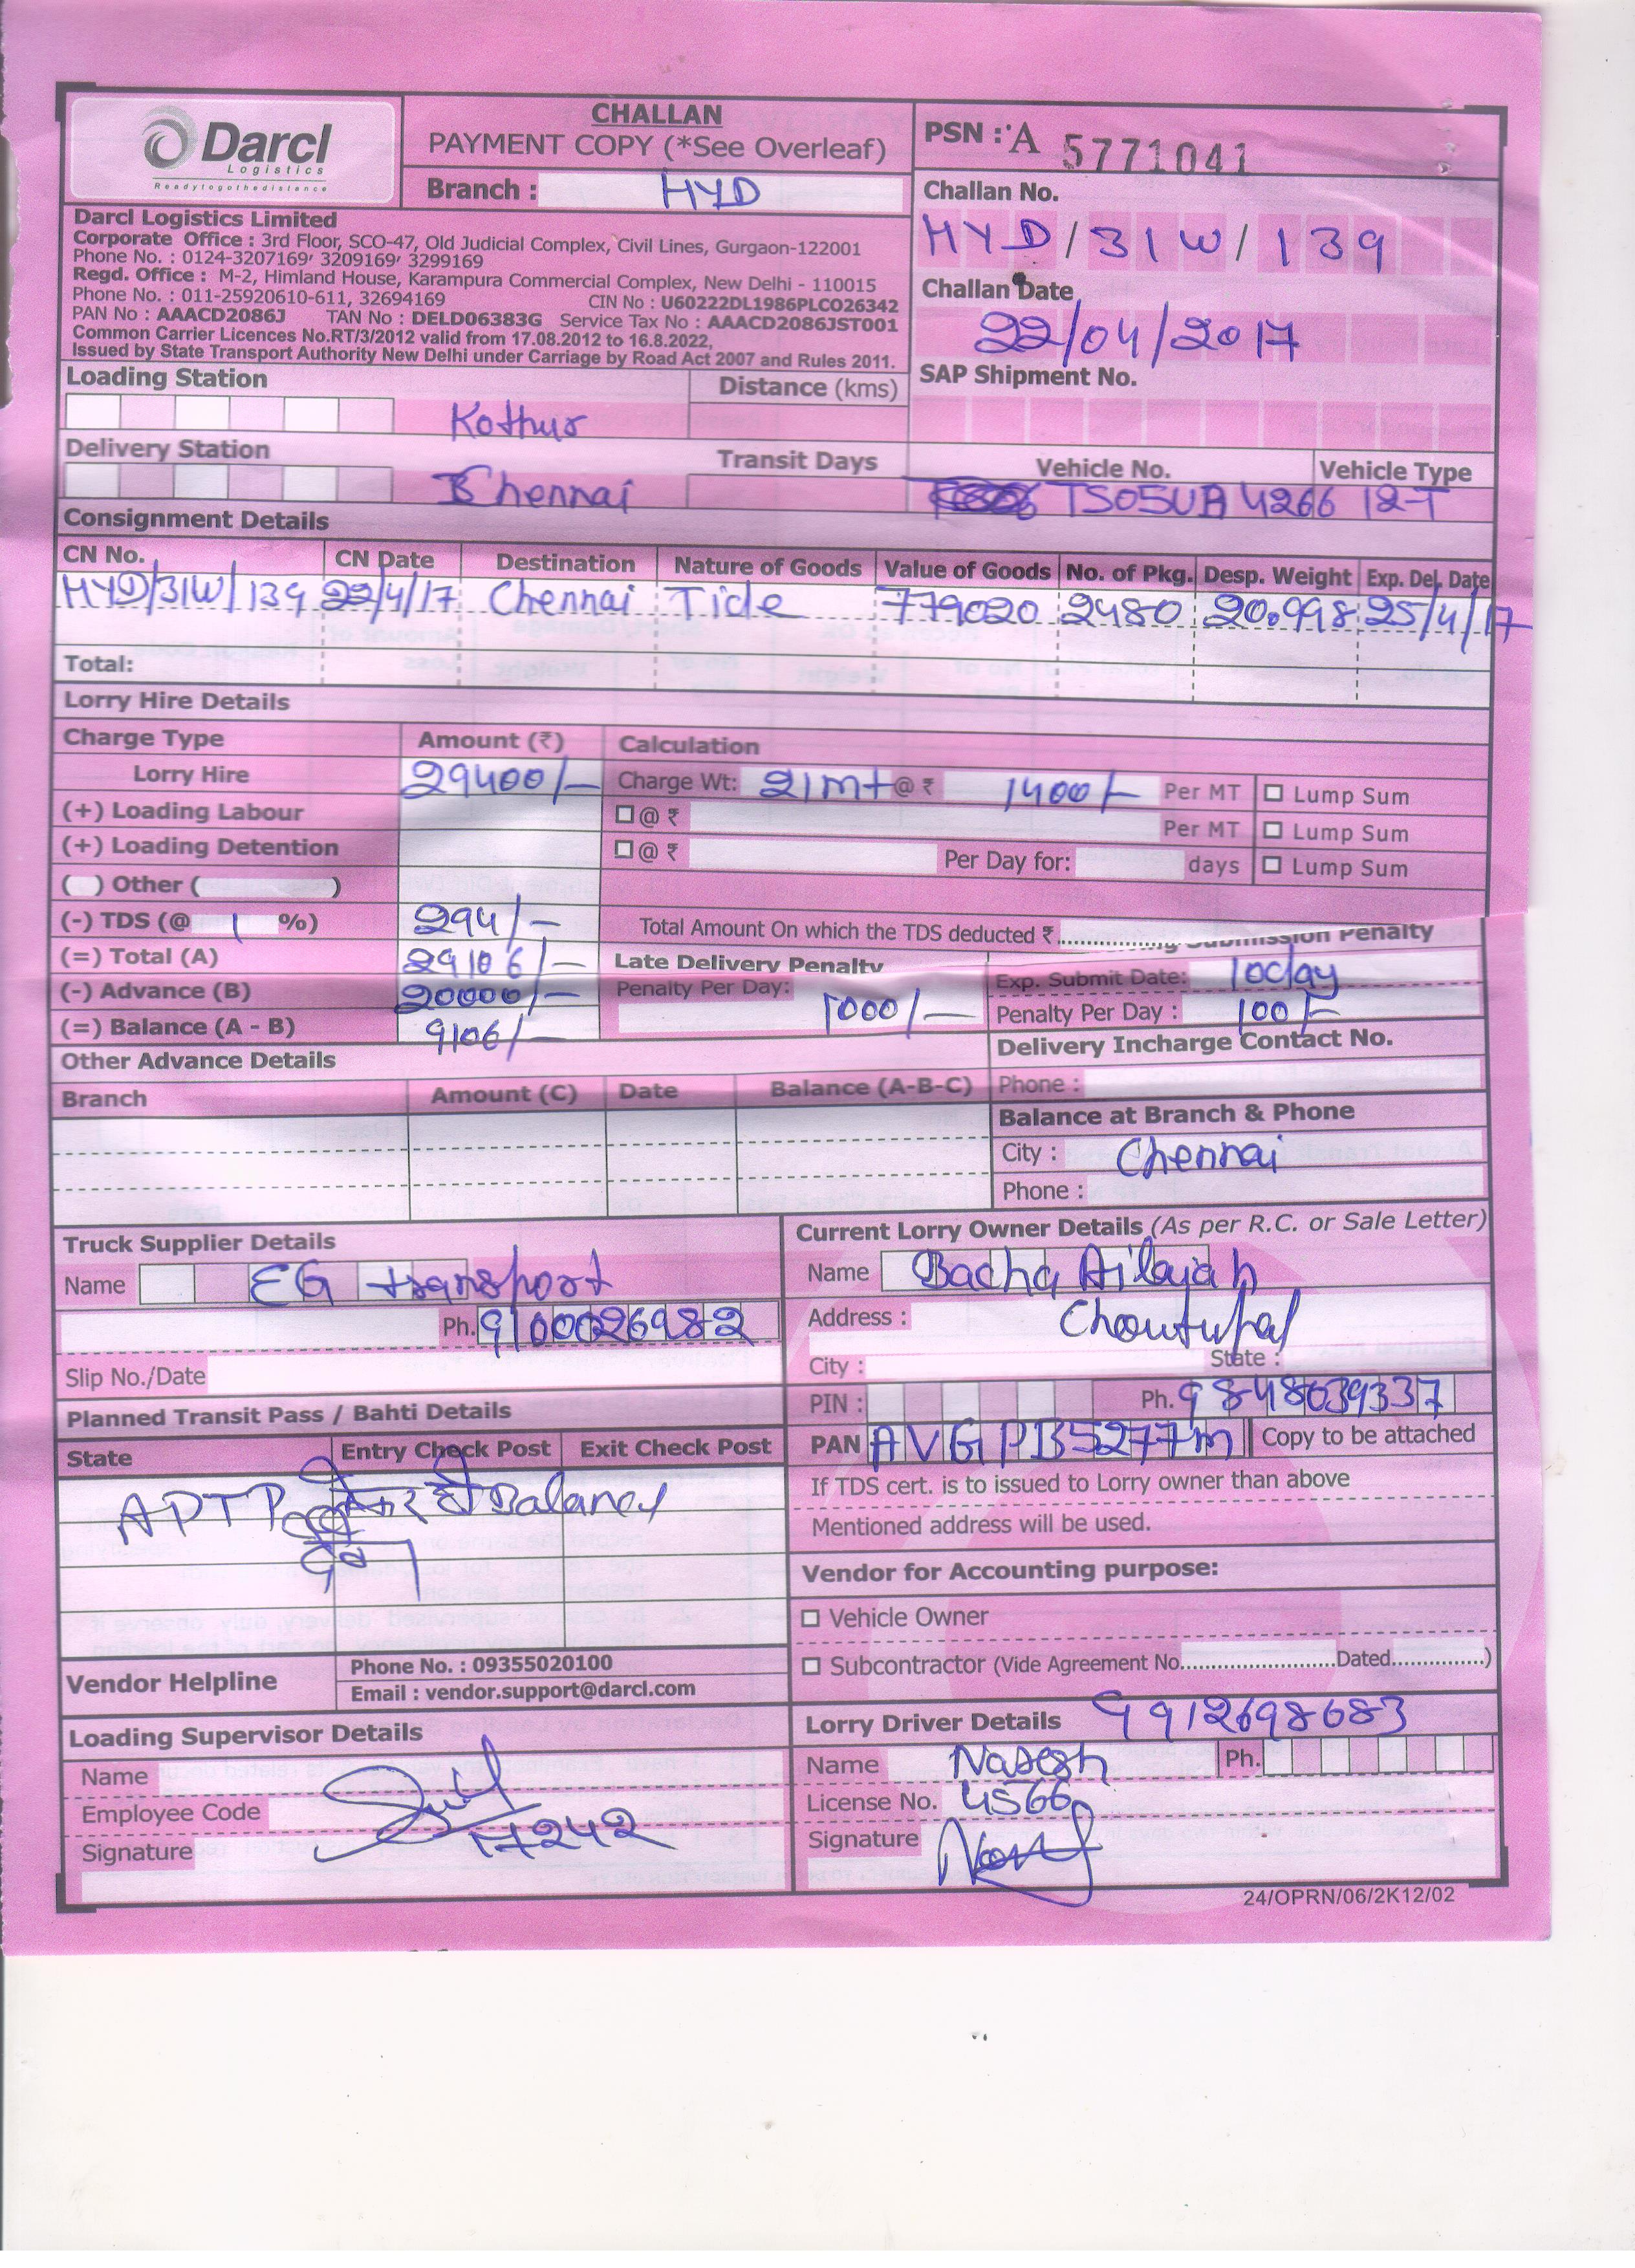 Darcl
Logistics
Readytogothedistance
CHALLAN
PAYMENT COPY (*See Overleaf)
Branch : HYD
PSN : A 5771041
Challan No.
HYD/31W/139
Challan Date
22/04/2017
SAP Shipment No.
Darcl Logistics Limited
Corporate Office : 3rd Floor, SCO-47, Old Judicial Complex, Civil Lines, Gurgaon-122001
Phone No. : 0124-3207169, 3209169, 3299169
Regd. Office : M-2, Himland House, Karampura Commercial Complex, New Delhi - 110015
Phone No. : 011-25920610-611, 32694169 CIN No : U60222DL1986PLCO26342
PAN No : AAACD2086J TAN No : DELD06383G Service Tax No : AAACD2086JST001
Common Carrier Licences No.RT/3/2012 valid from 17.08.2012 to 16.8.2022,
Issued by State Transport Authority New Delhi under Carriage by Road Act 2007 and Rules 2011.
Loading Station Kothur
Distance (kms)
Delivery Station Chennai
Transit Days
Vehicle No. Vehicle Type
TS05UB 4266 12-T
Consignment Details
CN No. CN Date Destination Nature of Goods Value of Goods No. of Pkg. Desp. Weight Exp. Del. Date
HYD/31W/139 22/4/17 Chennai Tide 779020 2480 20.998 25/4/17
Total:
Lorry Hire Details
Charge Type Amount (₹) Calculation
Lorry Hire 29400/- Charge Wt: 21mt @ ₹ 1400/- Per MT Lump Sum
(+) Loading Labour @ ₹ Per MT Lump Sum
(+) Loading Detention @ ₹ Per Day for: days Lump Sum
( ) Other ( )
(-) TDS (@ 1 %) 294/- Total Amount On which the TDS deducted ₹
Submission Penalty
(=) Total (A) 29106/- Late Delivery Penalty
Exp. Submit Date: Today
(-) Advance (B) 20000/- Penalty Per Day: 1000/-
Penalty Per Day : 100/-
(=) Balance (A - B) 9106/-
Delivery Incharge Contact No.
Phone :
Other Advance Details
Branch Amount (C) Date Balance (A-B-C)
Balance at Branch & Phone
City : Chennai
Phone :
Truck Supplier Details
Name EG transport
Ph. 9100026982
Slip No./Date
Current Lorry Owner Details (As per R.C. or Sale Letter)
Name Bacha Ailajah
Address : Choutupal
City : State :
PIN : Ph. 9848039337
PAN AVGPB5277M Copy to be attached
If TDS cert. is to issued to Lorry owner than above
Mentioned address will be used.
Planned Transit Pass / Bahti Details
State Entry Check Post Exit Check Post
Balance
Vendor for Accounting purpose:
Vehicle Owner
Subcontractor (Vide Agreement No. Dated )
Vendor Helpline
Phone No. : 09355020100
Email : vendor.support@darcl.com
Loading Supervisor Details
Name
Employee Code
17242
Signature
Lorry Driver Details 9912698683
Name Naresh Ph.
License No. 4566
Signature
24/OPRN/06/2K12/02